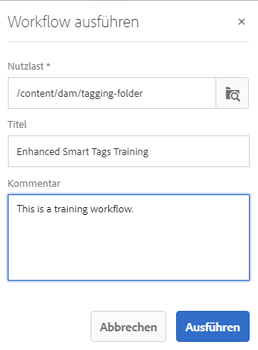 Workflow ausführen
Nutzlast *
/content/dam/tagging-folder
Titel
Enhanced Smart Tags Training
Kommentar
This is a training workflow.
Abbrechen Ausführen